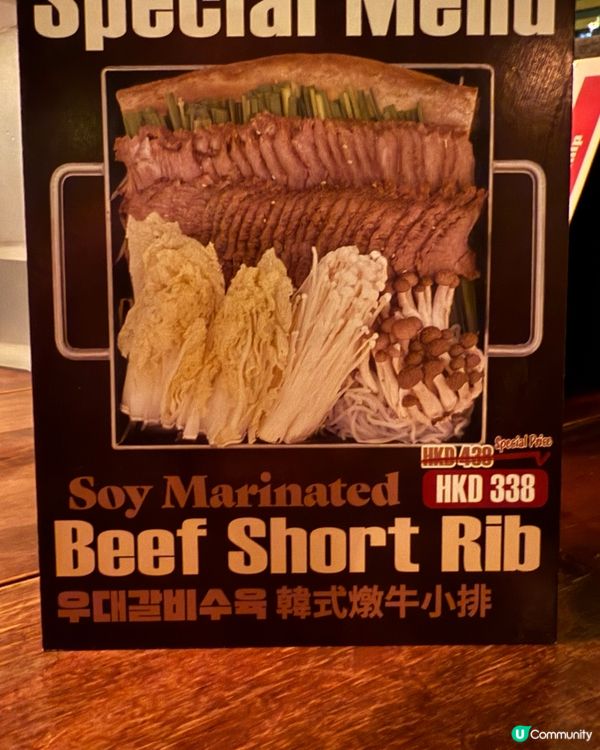 Special Menu
Special Price
HKD 438
HKD 338
Soy Marinated
Beef Short Rib
우대갈비수육 韓式燉牛小排
U Community